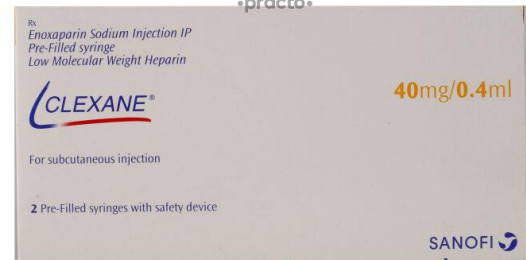 •practo•
Rx
Enoxaparin Sodium Injection IP
Pre-Filled syringe
Low Molecular Weight Heparin
CLEXANE®
40mg/0.4ml
For subcutaneous injection
2 Pre-Filled syringes with safety device
SANOFI